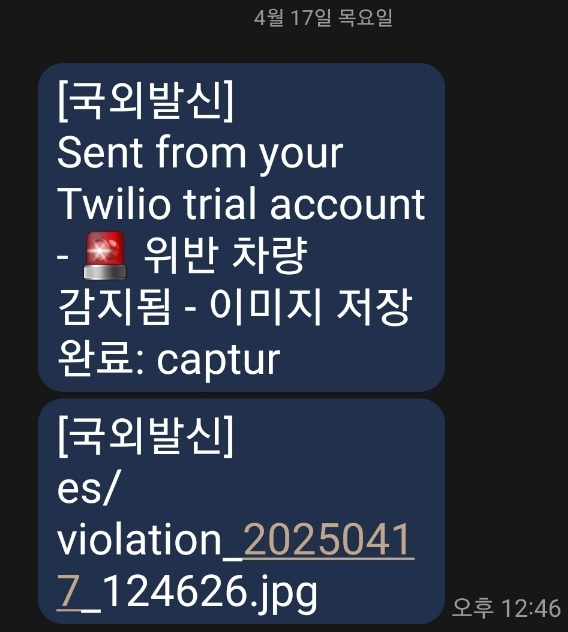 4월 17일 목요일
[국외발신]
Sent from your
Twilio trial account
- 🚨 위반 차량
감지됨 - 이미지 저장
완료: captur
[국외발신]
es/
violation_2025041
7_124626.jpg
오후 12:46